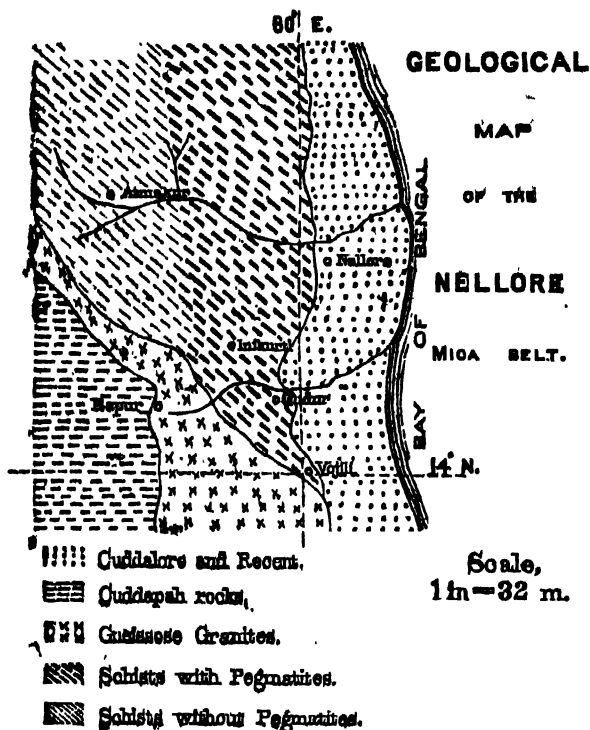 80° E.
GEOLOGICAL
MAP
OF THE
NELLORE
MICA BELT.
BAY OF BENGAL
Atmakur
Nellore
Inikurti
Rapur
Gudur
14° N.
Cuddalore and Recent.
Cuddapah rocks,
Gneissose Granites.
Schists with Pegmatites.
Schists without Pegmatites.
Scale,
1 in = 32 m.